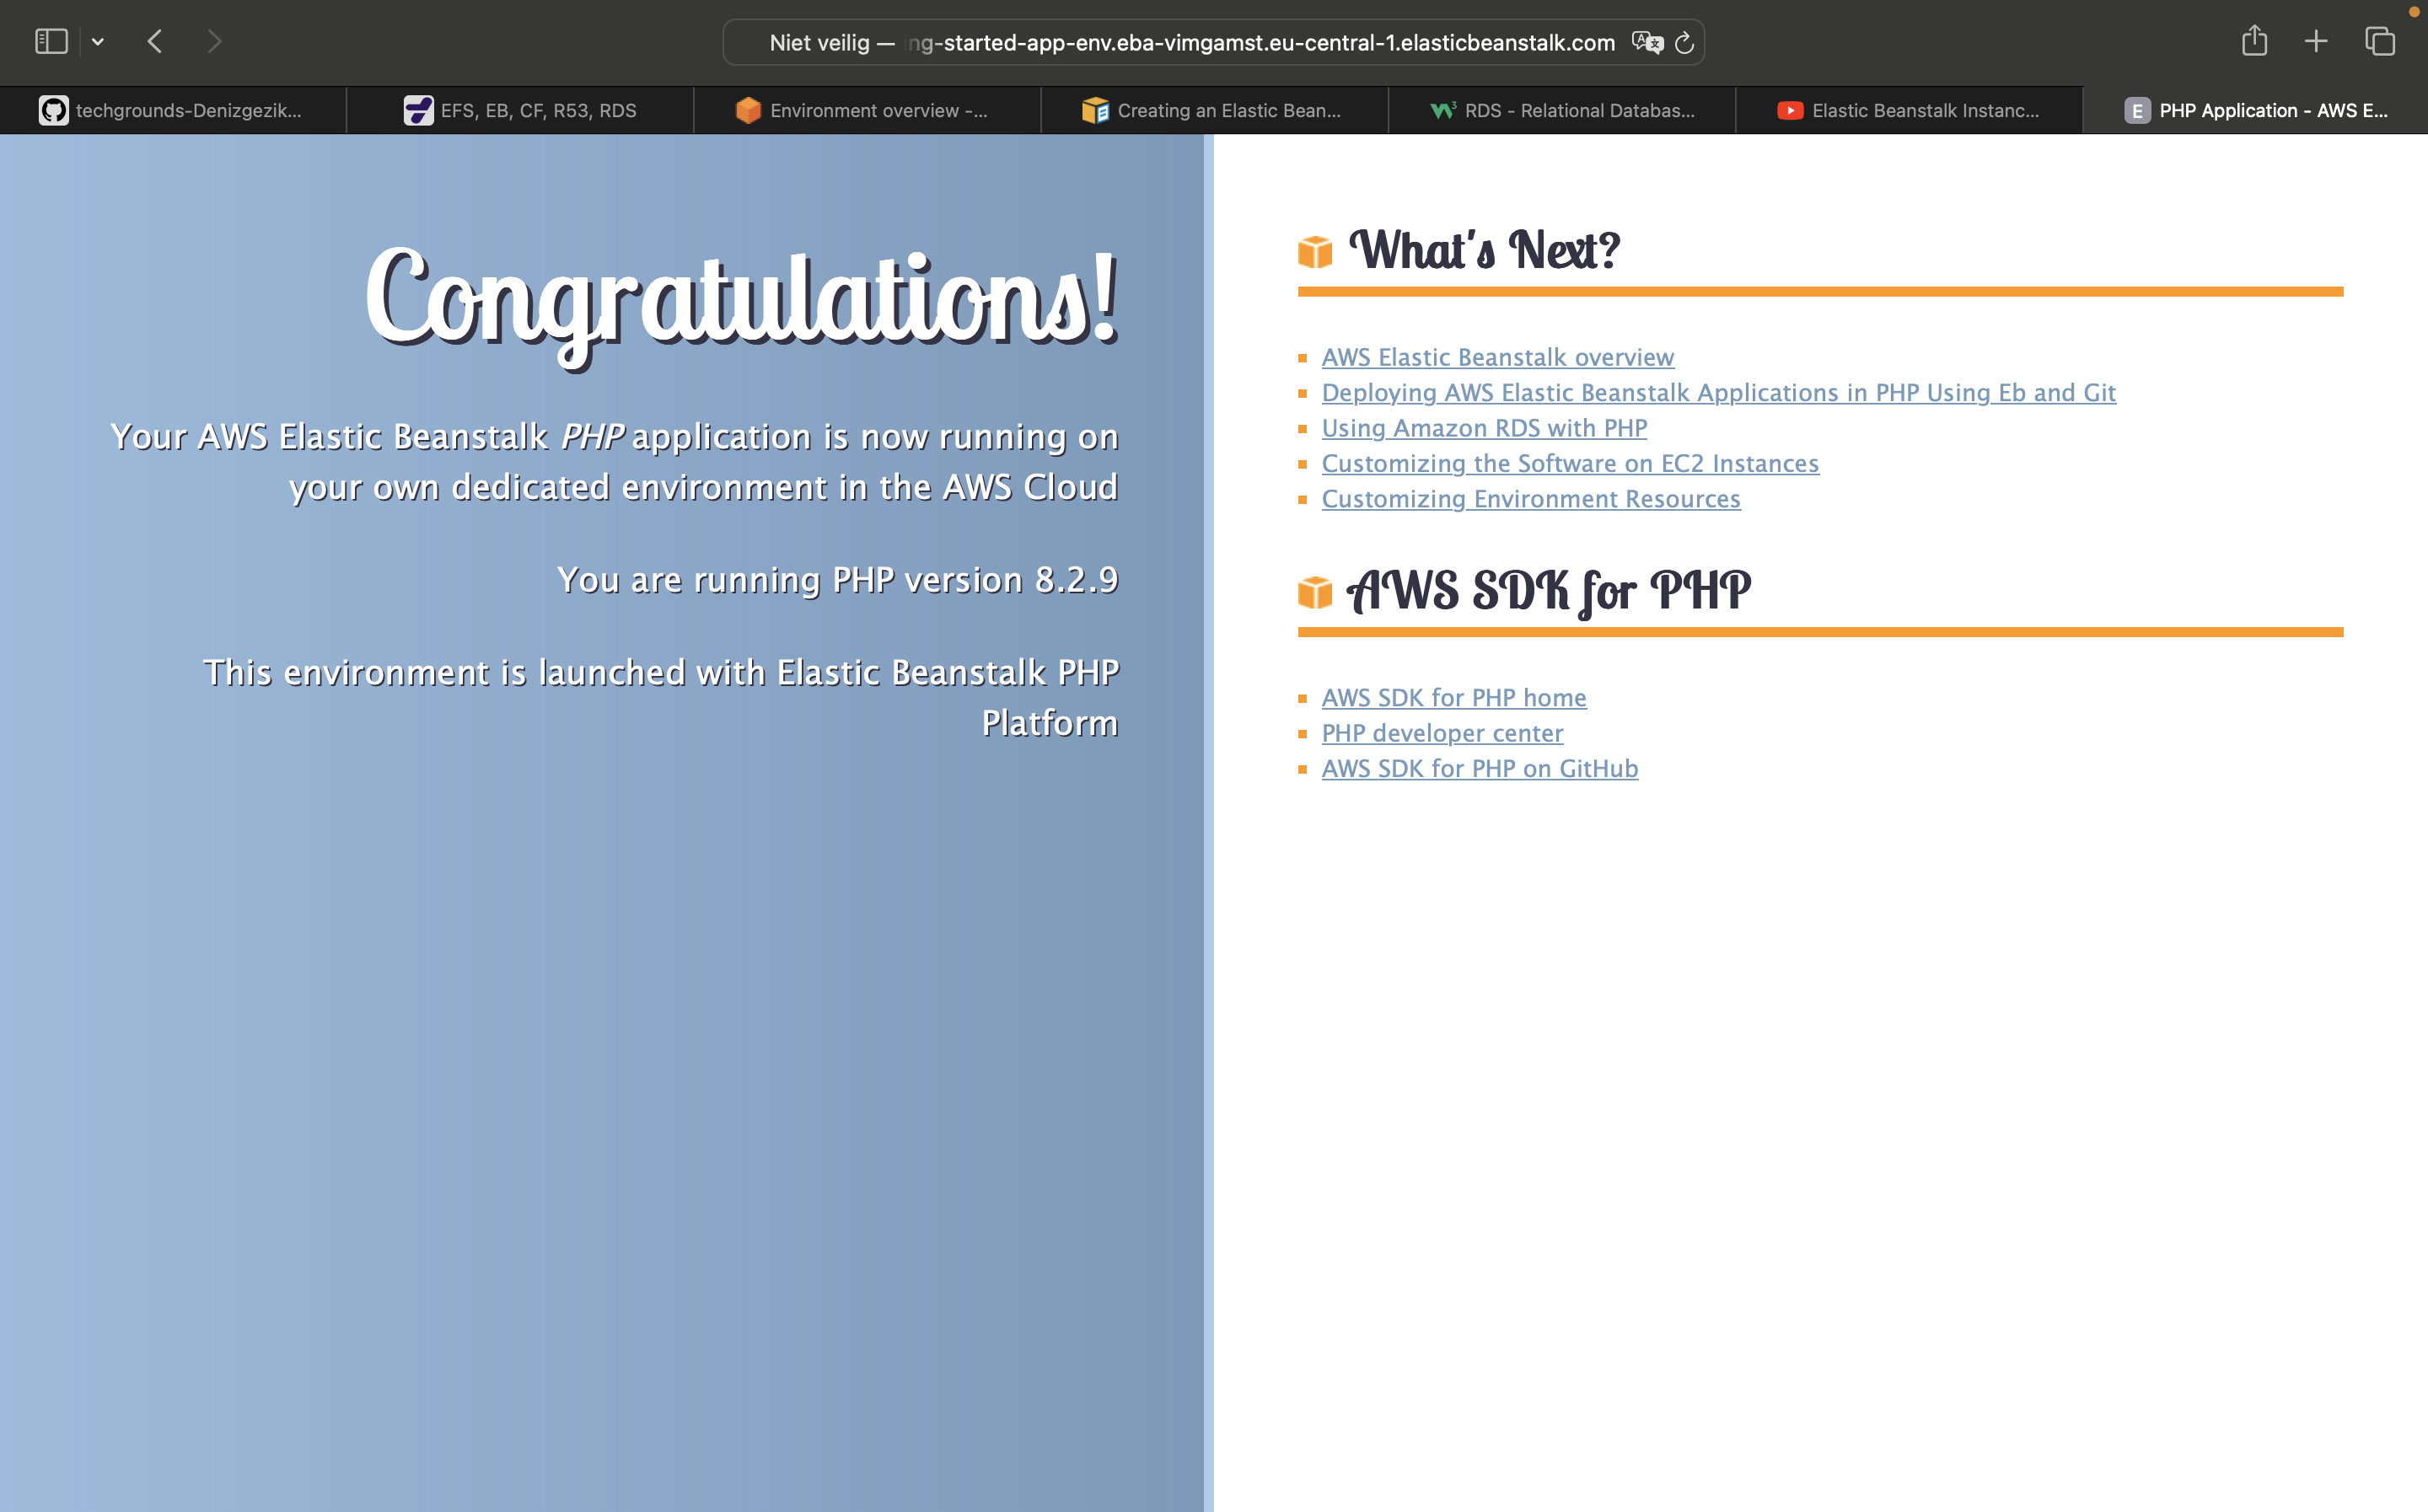 Niet veilig — ng-started-app-env.eba-vimgamst.eu-central-1.elasticbeanstalk.com
techgrounds-Denizgezik...
EFS, EB, CF, R53, RDS
Environment overview -...
Creating an Elastic Bean...
RDS - Relational Databas...
Elastic Beanstalk Instanc...
E PHP Application - AWS E...
Congratulations!
Your AWS Elastic Beanstalk PHP application is now running on
your own dedicated environment in the AWS Cloud
You are running PHP version 8.2.9
This environment is launched with Elastic Beanstalk PHP
Platform
What's Next?
AWS Elastic Beanstalk overview
Deploying AWS Elastic Beanstalk Applications in PHP Using Eb and Git
Using Amazon RDS with PHP
Customizing the Software on EC2 Instances
Customizing Environment Resources
AWS SDK for PHP
AWS SDK for PHP home
PHP developer center
AWS SDK for PHP on GitHub